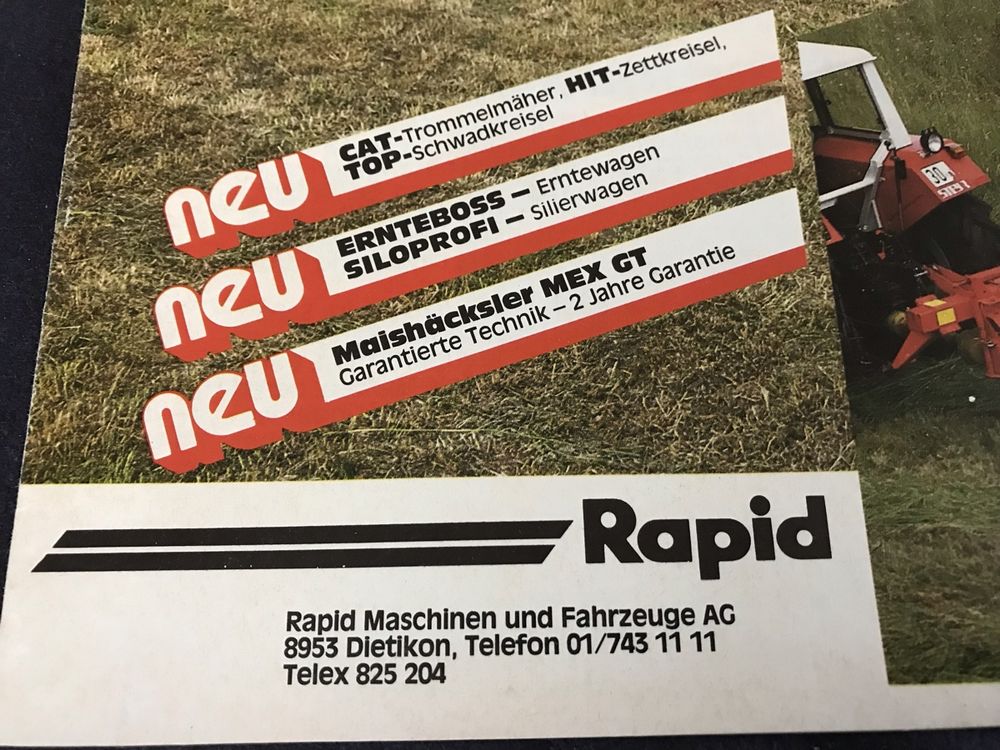 neu
CAT-Trommelmäher, HIT-Zettkreisel,
TOP-Schwadkreisel
neu
ERNTEBOSS – Erntewagen
SILOPROFI – Silierwagen
neu
Maishäcksler MEX GT
Garantierte Technik – 2 Jahre Garantie
30
Rapid
Rapid Maschinen und Fahrzeuge AG
8953 Dietikon, Telefon 01/743 11 11
Telex 825 204